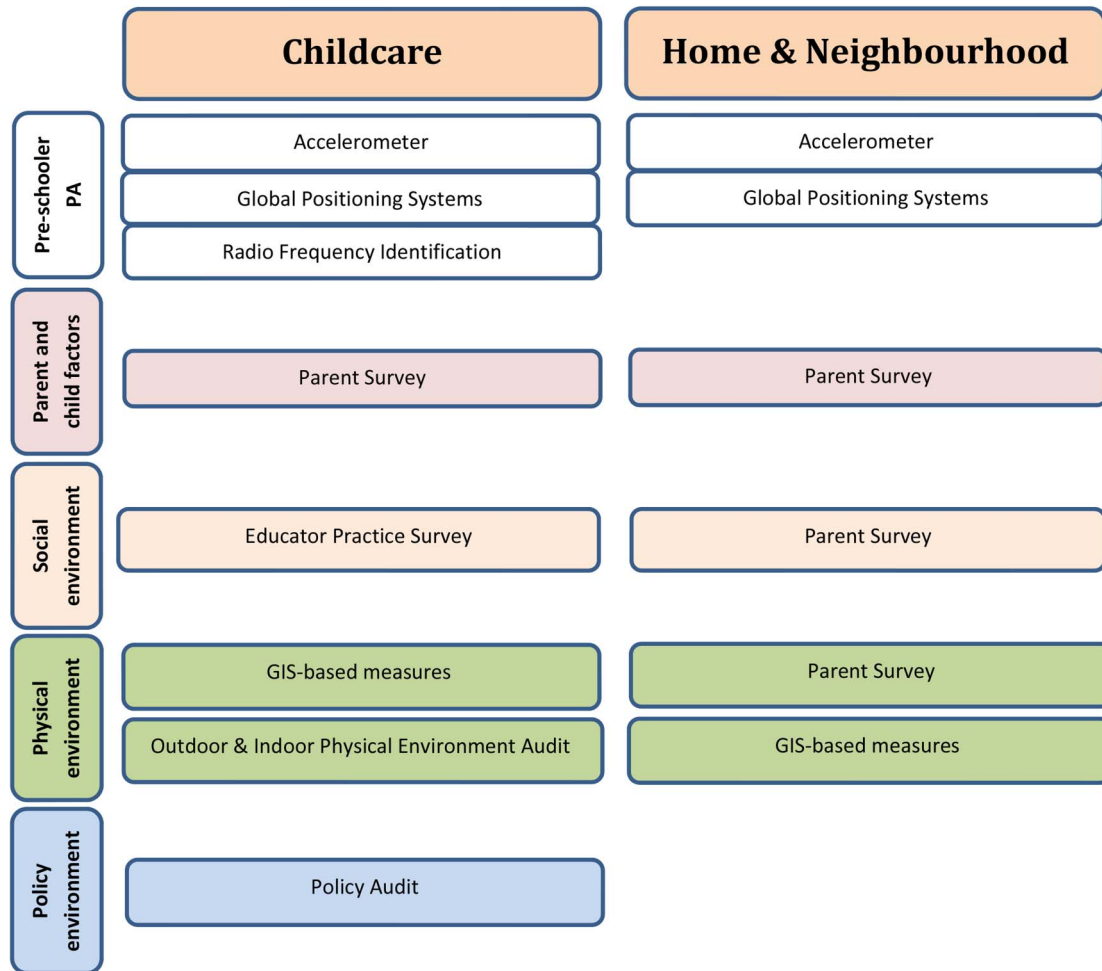 Childcare
Home & Neighbourhood
Pre-schooler
PA
Accelerometer
Accelerometer
Global Positioning Systems
Global Positioning Systems
Radio Frequency Identification
Parent and
child factors
Parent Survey
Parent Survey
Social
environment
Educator Practice Survey
Parent Survey
Physical
environment
GIS-based measures
Parent Survey
Outdoor & Indoor Physical Environment Audit
GIS-based measures
Policy
environment
Policy Audit